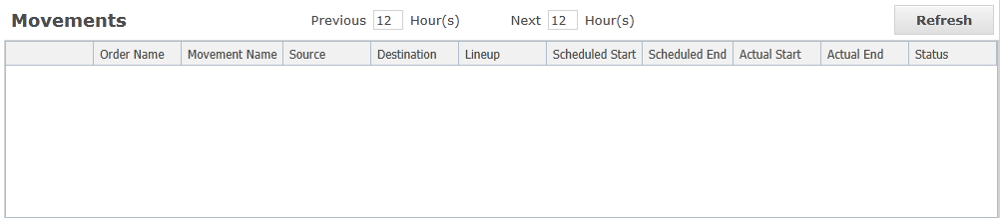 Movements Previous 12 Hour(s) Next 12 Hour(s) Refresh
Order Name Movement Name Source Destination Lineup Scheduled Start Scheduled End Actual Start Actual End Status